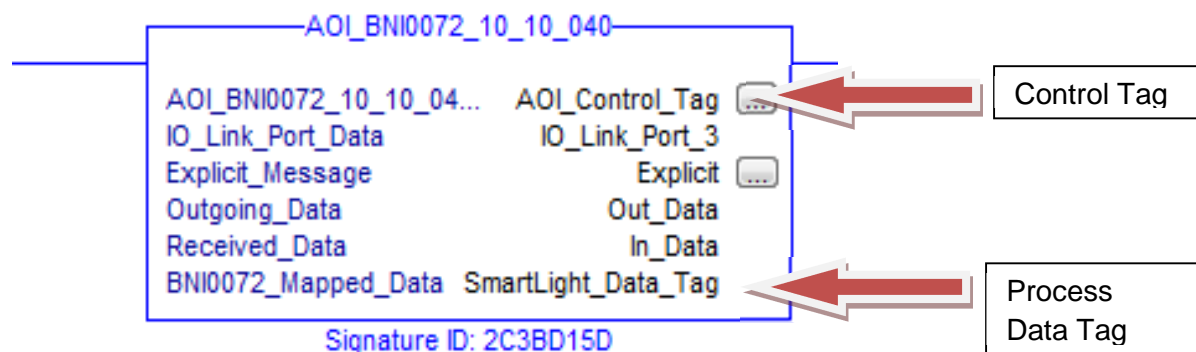 AOI_BNI0072_10_10_040
AOI_BNI0072_10_10_04... AOI_Control_Tag ...
IO_Link_Port_Data IO_Link_Port_3
Explicit_Message Explicit ...
Outgoing_Data Out_Data
Received_Data In_Data
BNI0072_Mapped_Data SmartLight_Data_Tag
Signature ID: 2C3BD15D
Control Tag
Process
Data Tag